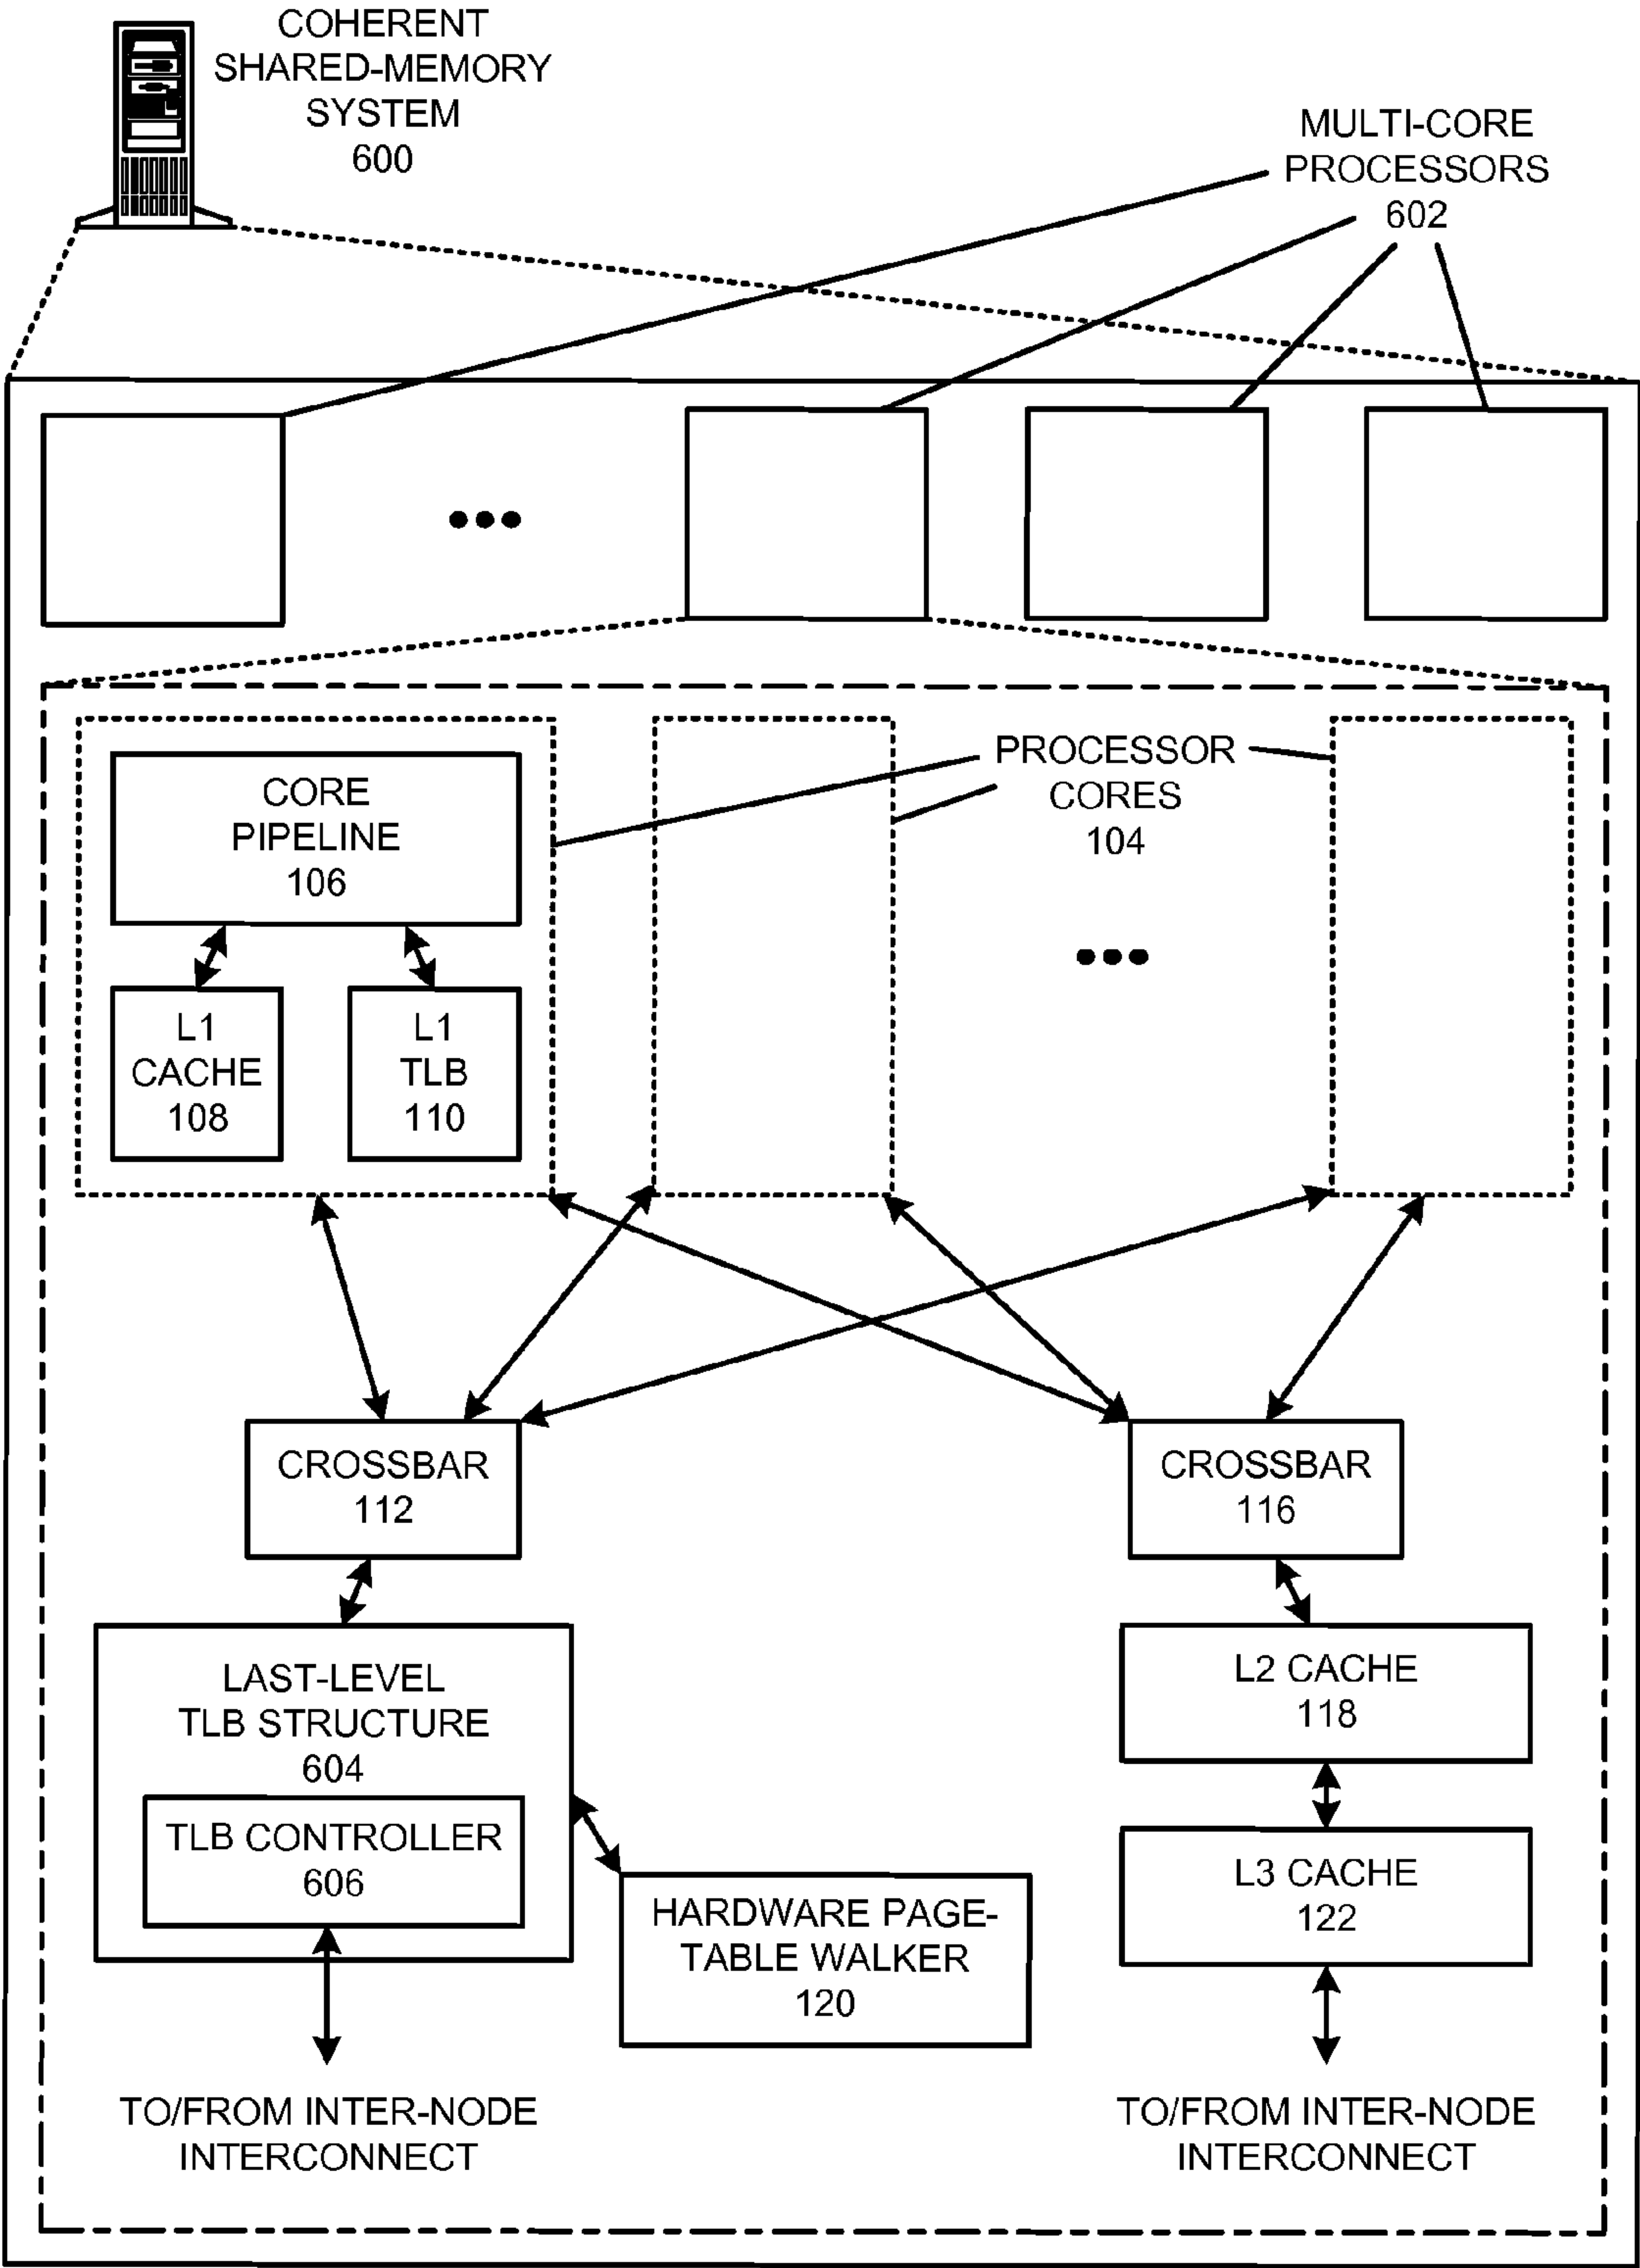 COHERENT
SHARED-MEMORY
SYSTEM
600
MULTI-CORE
PROCESSORS
602
PROCESSOR
CORES
104
CORE
PIPELINE
106
L1
CACHE
108
L1
TLB
110
CROSSBAR
112
CROSSBAR
116
LAST-LEVEL
TLB STRUCTURE
604
TLB CONTROLLER
606
HARDWARE PAGE-
TABLE WALKER
120
L2 CACHE
118
L3 CACHE
122
TO/FROM INTER-NODE
INTERCONNECT
TO/FROM INTER-NODE
INTERCONNECT